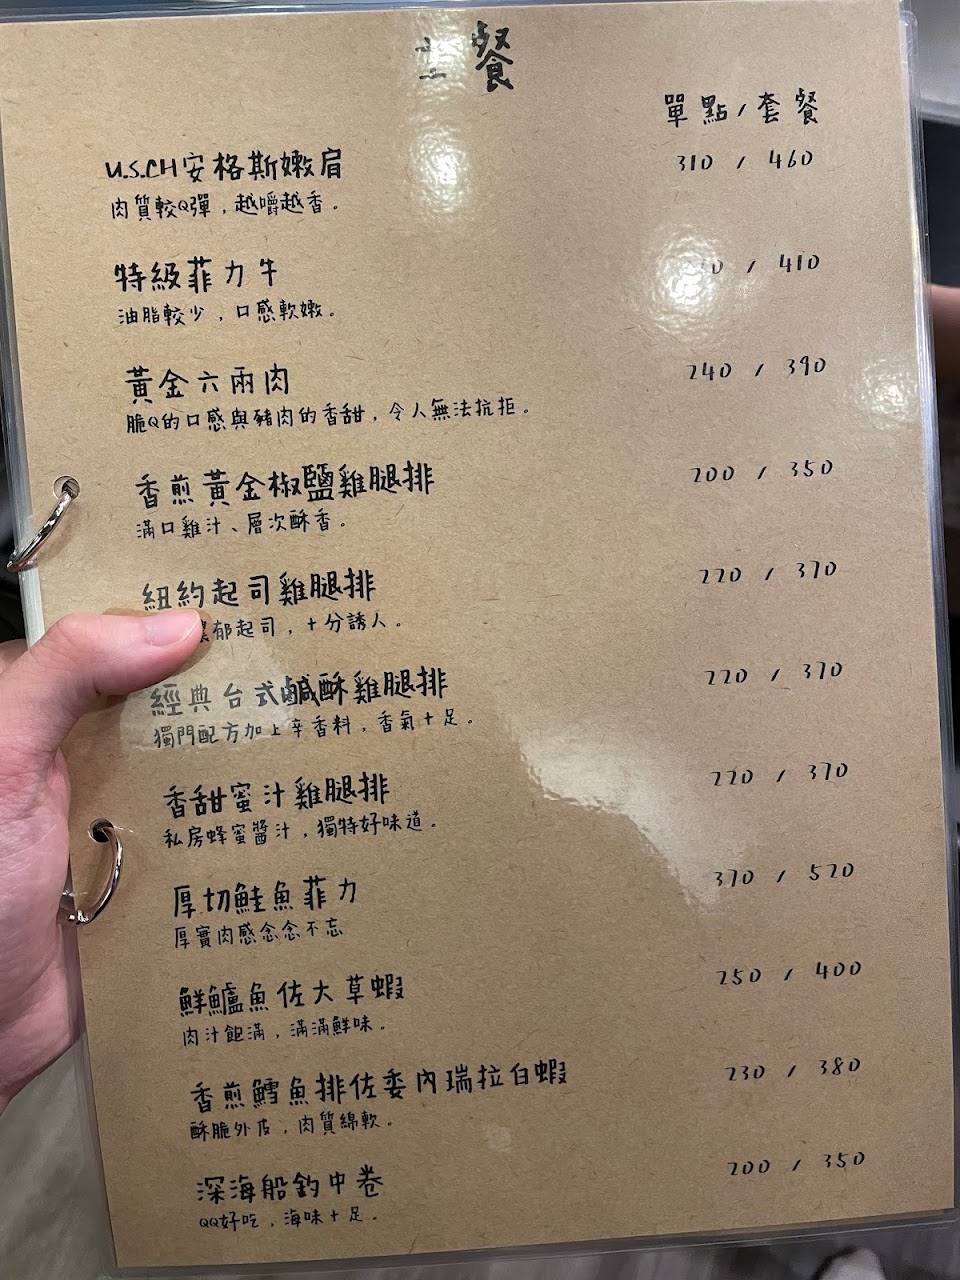 餐
單點/套餐
U.S.CH安格斯嫩肩 310 / 460
肉質較Q彈，越嚼越香。
特級菲力牛 / 410
油脂較少，口感軟嫩。
黃金六兩肉 240 / 390
脆Q的口感與豬肉的香甜，令人無法抗拒。
香煎黃金椒鹽雞腿排 200 / 350
滿口雞汁、層次酥香。
紐約起司雞腿排 220 / 370
郁起司，十分誘人。
經典台式鹹酥雞腿排 220 / 370
獨門配方加上辛香料，香氣十足。
香甜蜜汁雞腿排 220 / 370
私房蜂蜜醬汁，獨特好味道。
厚切鮭魚菲力 370 / 520
厚實肉感念念不忘
鮮鱸魚佐大草蝦 250 / 400
肉汁飽滿，滿滿鮮味。
香煎鱈魚排佐委內瑞拉白蝦 230 / 380
酥脆外皮，肉質綿軟。
深海船釣中卷 200 / 350
QQ好吃，海味十足。